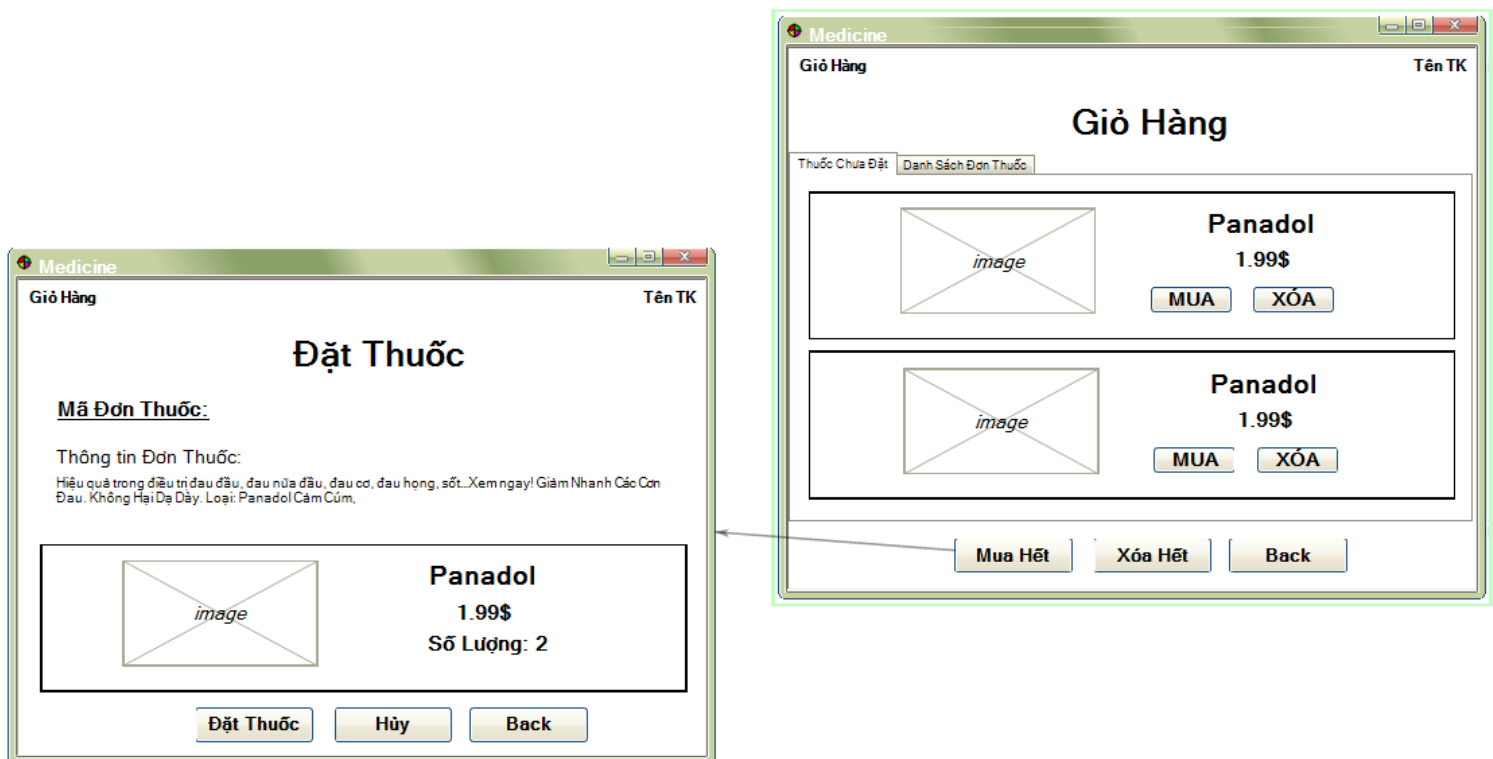 Medicine
Giỏ Hàng
Tên TK
Giỏ Hàng
Thuốc Chưa Đặt
Danh Sách Đơn Thuốc
image
Panadol
1.99$
MUA
XÓA
image
Panadol
1.99$
MUA
XÓA
Mua Hết
Xóa Hết
Back
Medicine
Giỏ Hàng
Tên TK
Đặt Thuốc
Mã Đơn Thuốc:
Thông tin Đơn Thuốc:
Hiệu quả trong điều trị đau đầu, đau nửa đầu, đau cơ, đau họng, sốt...Xem ngay! Giảm Nhanh Các Cơn
Đau. Không Hại Dạ Dày. Loại: Panadol Cảm Cúm,
image
Panadol
1.99$
Số Lượng: 2
Đặt Thuốc
Hủy
Back